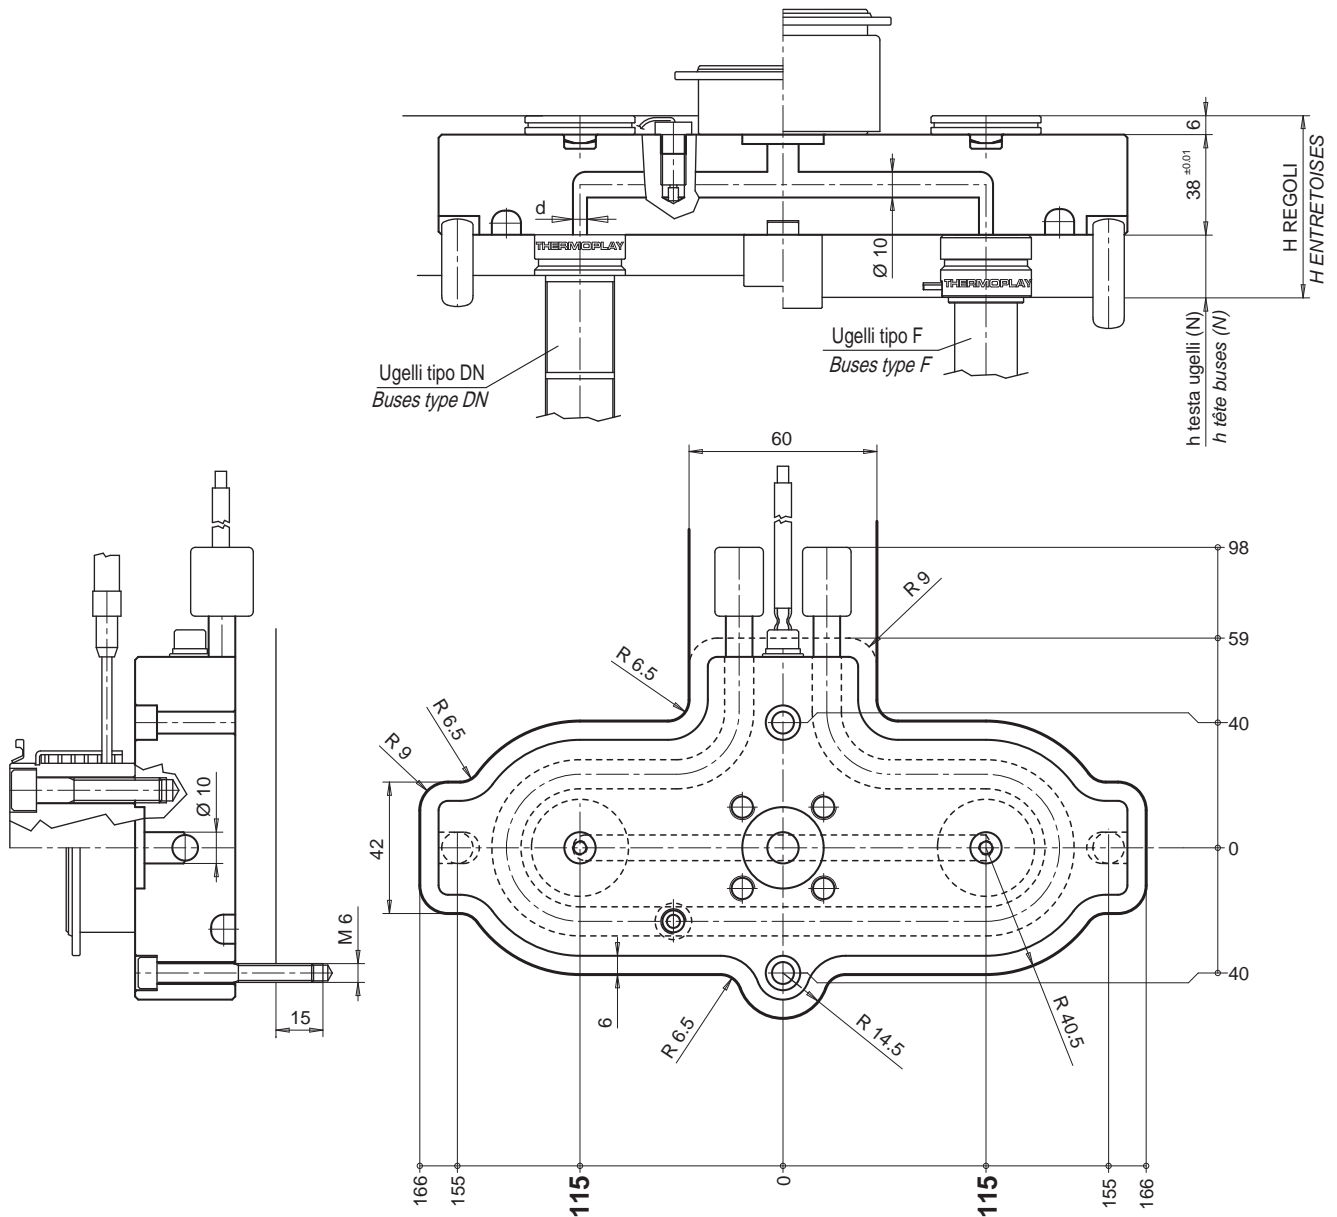 6
38 ±0.01
H REGOLI
H ENTRETOISES
d
THERMOPLAY
Ø 10
THERMOPLAY
Ugelli tipo DN
Buses type DN
Ugelli tipo F
Buses type F
h testa ugelli (N)
h tête buses (N)
60
98
R 9
59
R 6.5
R 6.5
40
R 9
Ø 10
42
0
M 6
40
15
6
R 6.5
R 14.5
R 40.5
166
155
115
0
115
155
166